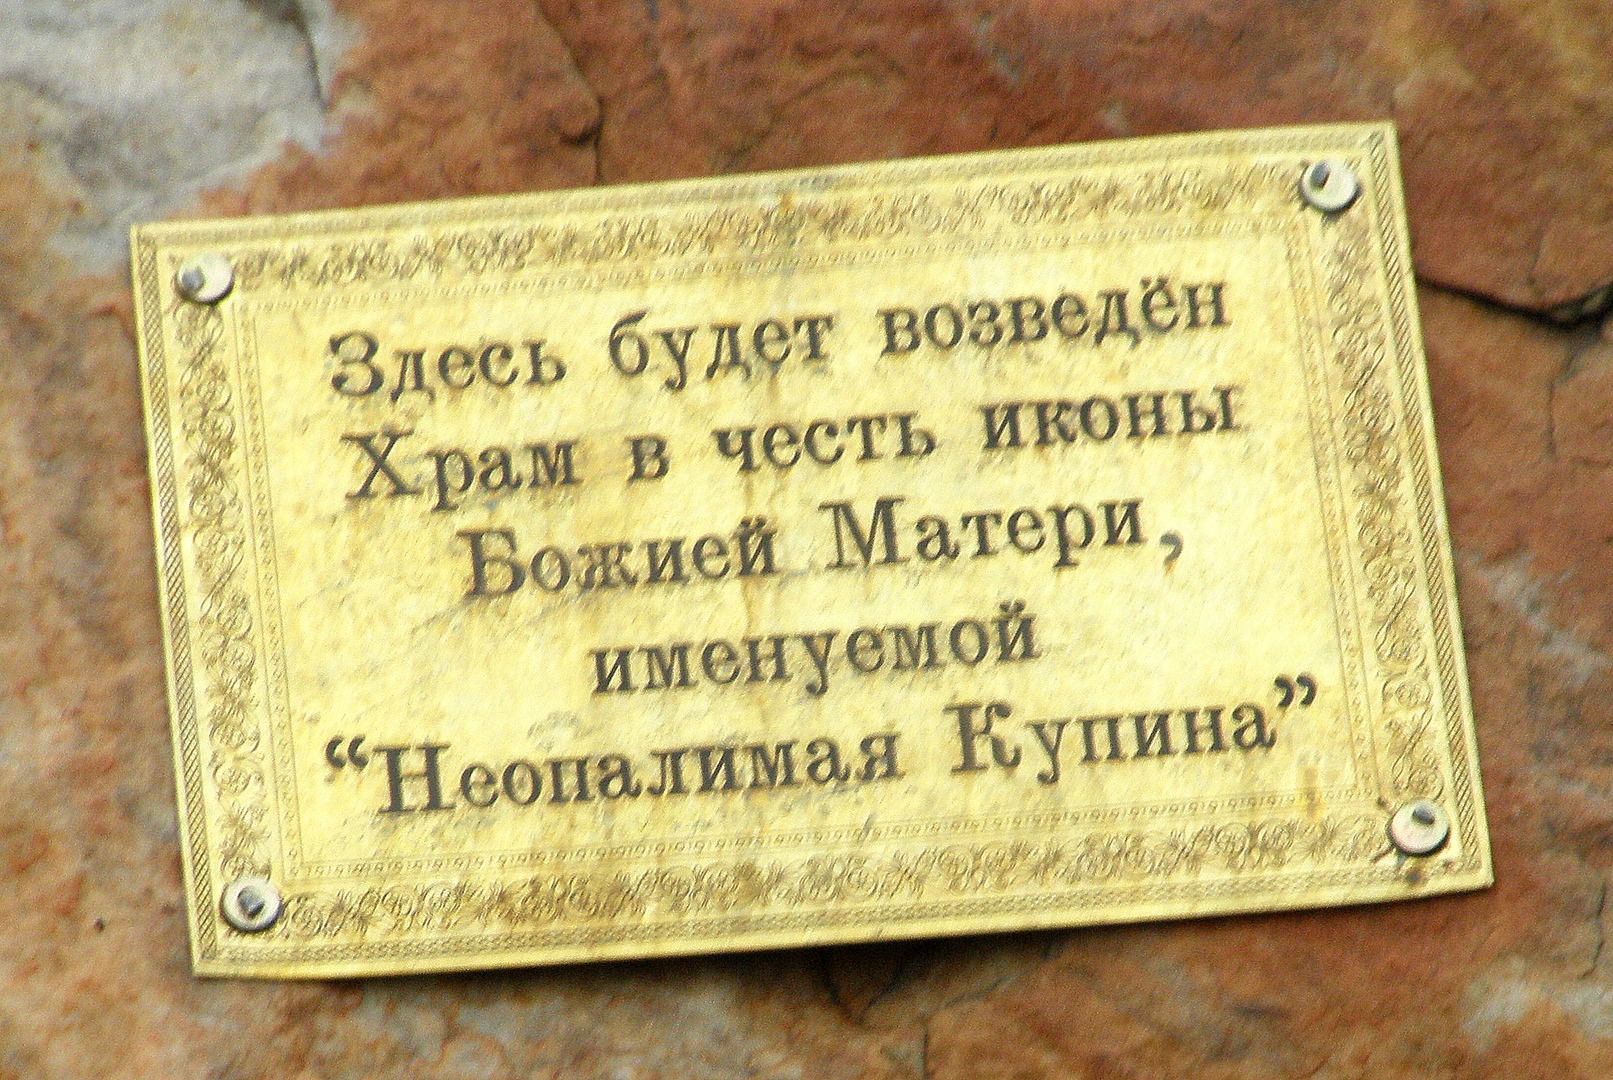 Здесь будет возведён
Храм в честь иконы
Божией Матери,
именуемой
“Неопалимая Купина”